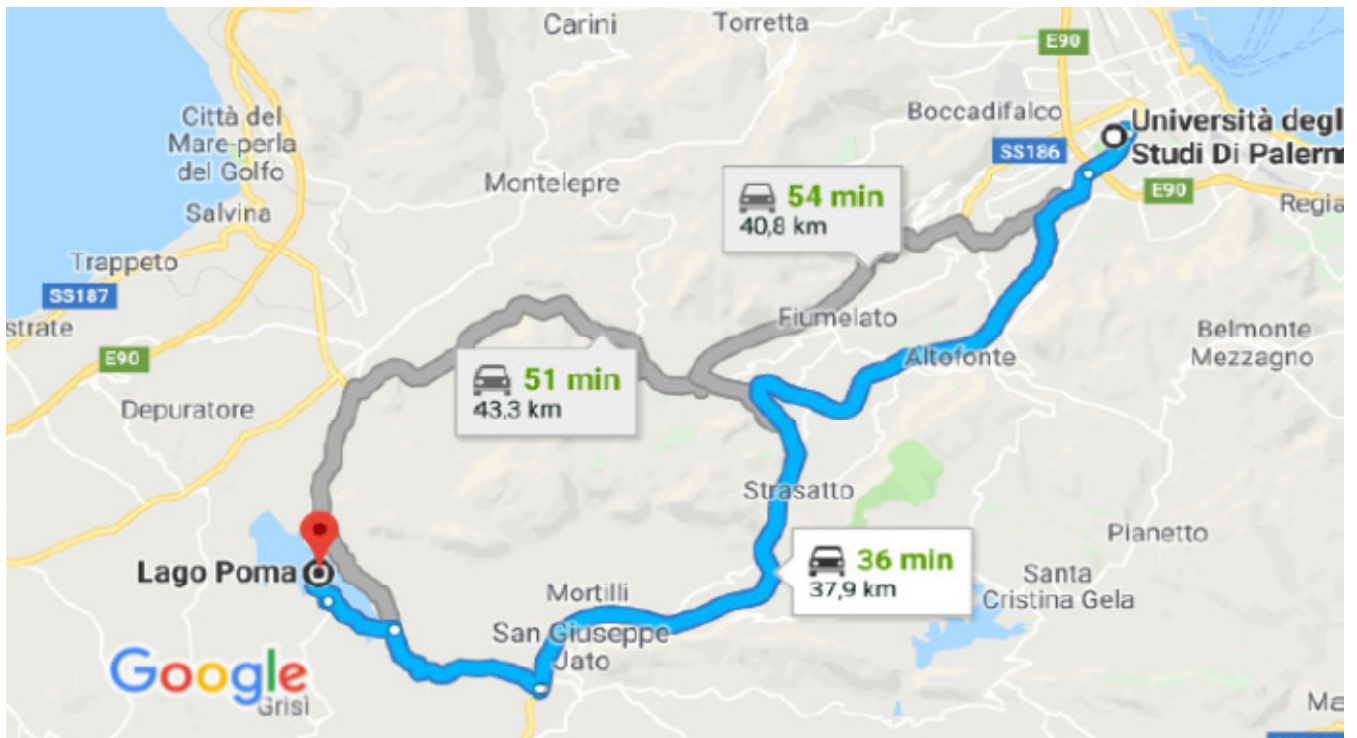 Carini
Torretta
E90
Città del
Mare-perla
del Golfo
Boccadifalco
SS186
Università degl
Studi Di Palerm
Montelepre
54 min
40,8 km
E90
Regia
Salvina
Trappeto
SS187
strate
Fiumelato
Belmonte
Mezzagno
E90
51 min
43,3 km
Altofonte
Depuratore
Strasatto
Pianetto
Lago Poma
36 min
37,9 km
Mortilli
Santa
Cristina Gela
San Giuseppe
Jato
Google
Grisì
Ma